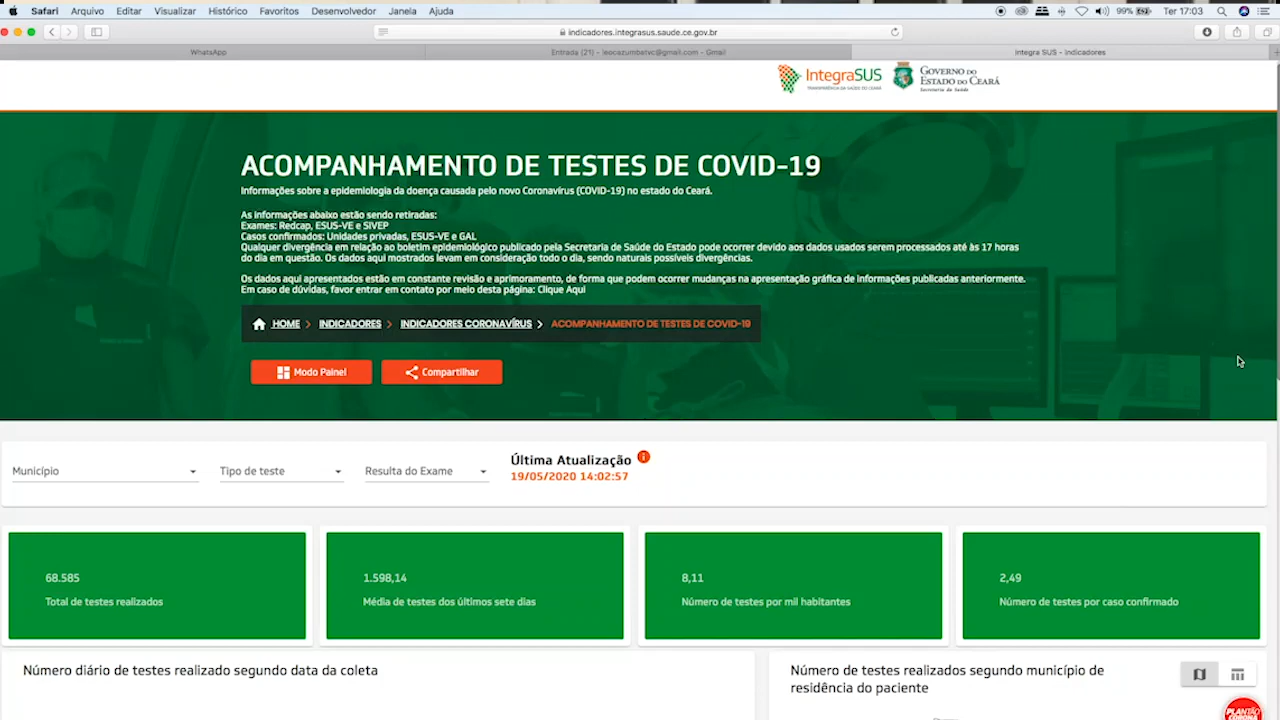 Safari Arquivo Editar Visualizar Histórico Favoritos Desenvolvedor Janela Ajuda 99% Ter 17:03
indicadores.integrasus.saude.ce.gov.br
WhatsApp Entrada (21) - leocazumbatvc@gmail.com - Gmail Integra SUS - Indicadores
IntegraSUS
TRANSPARÊNCIA DA SAÚDE DO CEARÁ
GOVERNO DO
ESTADO DO CEARÁ
Secretaria da Saúde
ACOMPANHAMENTO DE TESTES DE COVID-19
Informações sobre a epidemiologia da doença causada pelo novo Coronavírus (COVID-19) no estado do Ceará.
As informações abaixo estão sendo retiradas:
Exames: Redcap, ESUS-VE e SIVEP
Casos confirmados: Unidades privadas, ESUS-VE e GAL
Qualquer divergência em relação ao boletim epidemiológico publicado pela Secretaria de Saúde do Estado pode ocorrer devido aos dados usados serem processados até às 17 horas
do dia em questão. Os dados aqui mostrados levam em consideração todo o dia, sendo naturais possíveis divergências.
Os dados aqui apresentados estão em constante revisão e aprimoramento, de forma que podem ocorrer mudanças na apresentação gráfica de informações publicadas anteriormente.
Em caso de dúvidas, favor entrar em contato por meio desta página: Clique Aqui
HOME > INDICADORES > INDICADORES CORONAVÍRUS > ACOMPANHAMENTO DE TESTES DE COVID-19
Modo Painel Compartilhar
Município Tipo de teste Resulta do Exame
Última Atualização
19/05/2020 14:02:57
68.585
Total de testes realizados
1.598,14
Média de testes dos últimos sete dias
8,11
Número de testes por mil habitantes
2,49
Número de testes por caso confirmado
Número diário de testes realizado segundo data da coleta
Número de testes realizados segundo município de
residência do paciente
PLANTÃO